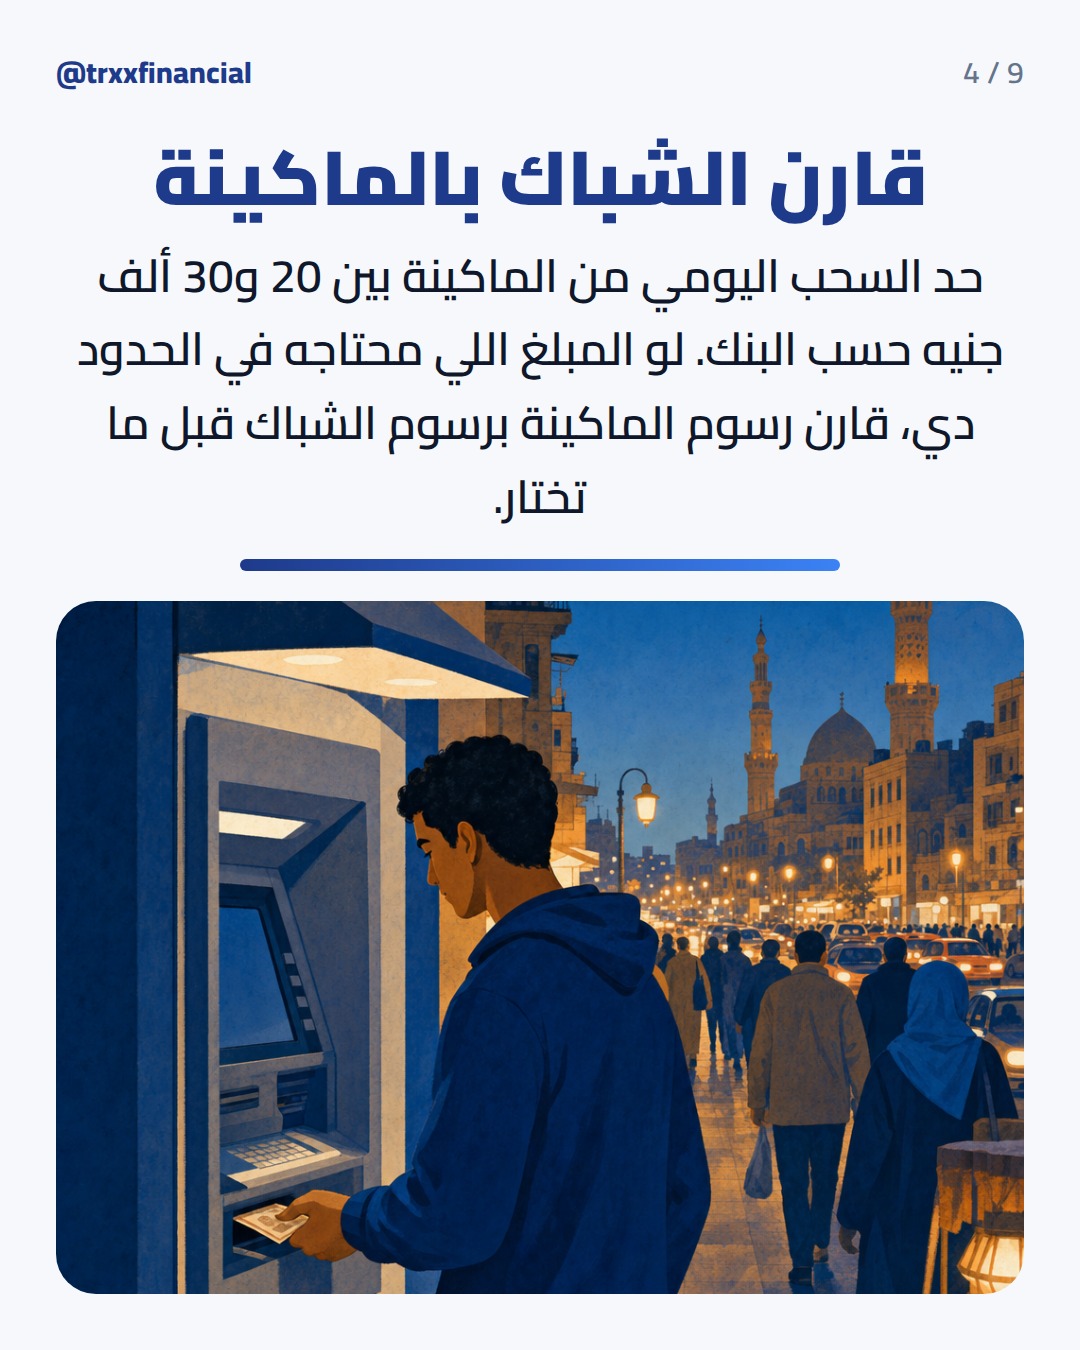 @trxxfinancial
4 / 9
قارن الشباك بالماكينة
حد السحب اليومي من الماكينة بين 20 و30 ألف
جنيه حسب البنك. لو المبلغ اللي محتاجه في الحدود
دي، قارن رسوم الماكينة برسوم الشباك قبل ما
تختار.